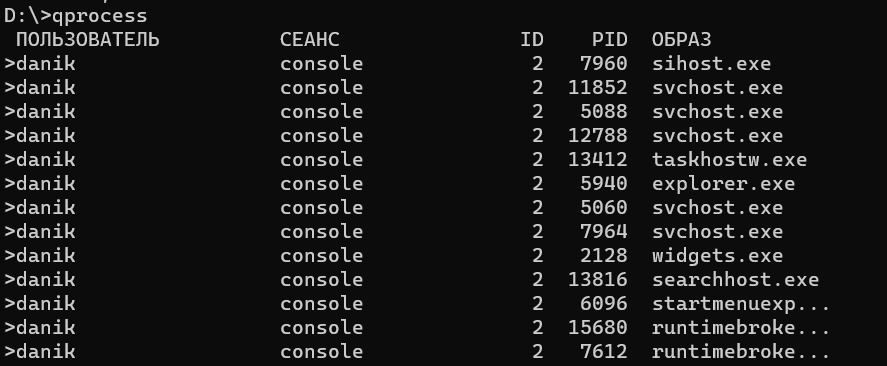 D:\>qprocess
ПОЛЬЗОВАТЕЛЬ СЕАНС ID PID ОБРАЗ
>danik console 2 7960 sihost.exe
>danik console 2 11852 svchost.exe
>danik console 2 5088 svchost.exe
>danik console 2 12788 svchost.exe
>danik console 2 13412 taskhostw.exe
>danik console 2 5940 explorer.exe
>danik console 2 5060 svchost.exe
>danik console 2 7964 svchost.exe
>danik console 2 2128 widgets.exe
>danik console 2 13816 searchhost.exe
>danik console 2 6096 startmenuexp...
>danik console 2 15680 runtimebroke...
>danik console 2 7612 runtimebroke...